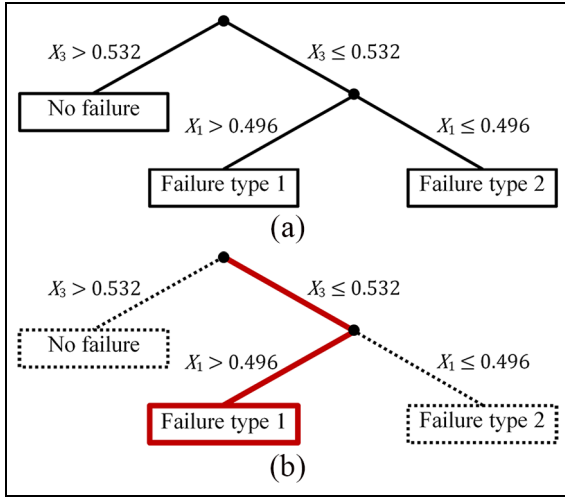 X₃ > 0.532
X₃ ≤ 0.532
No failure
X₁ > 0.496
X₁ ≤ 0.496
Failure type 1
Failure type 2
(a)
X₃ > 0.532
X₃ ≤ 0.532
No failure
X₁ > 0.496
X₁ ≤ 0.496
Failure type 1
Failure type 2
(b)